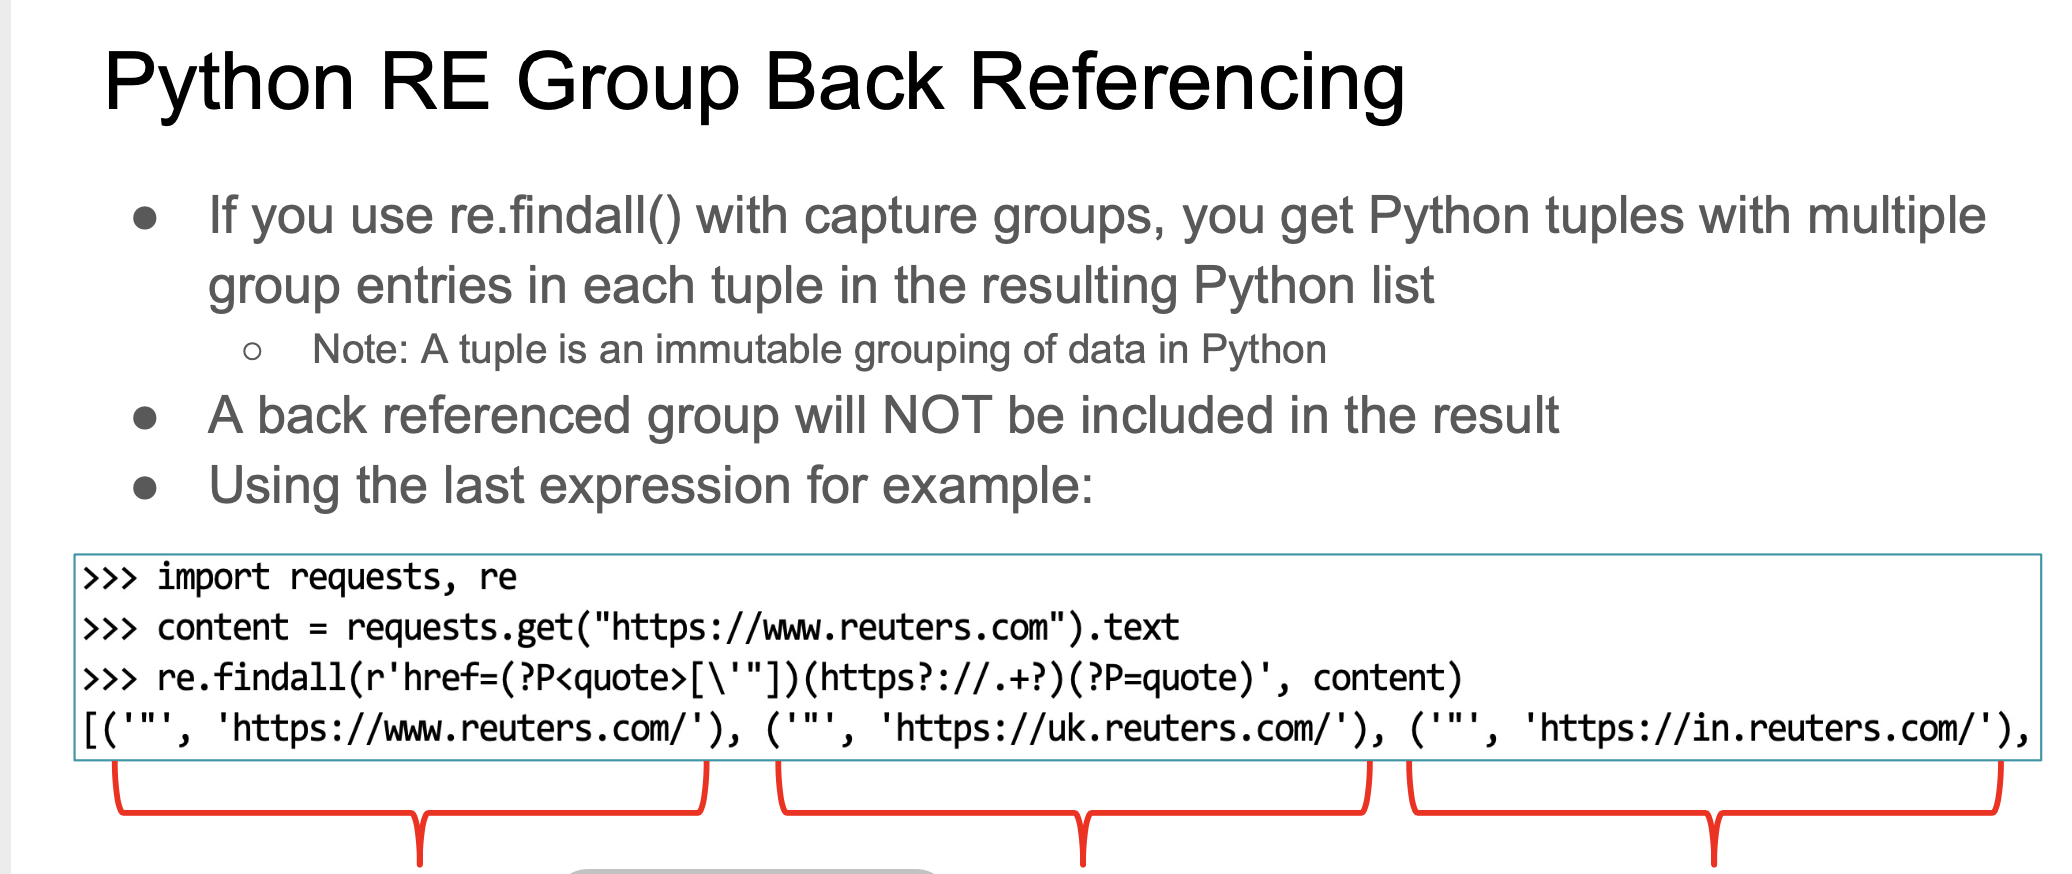 Python RE Group Back Referencing
● If you use re.findall() with capture groups, you get Python tuples with multiple
group entries in each tuple in the resulting Python list
○ Note: A tuple is an immutable grouping of data in Python
● A back referenced group will NOT be included in the result
● Using the last expression for example:
>>> import requests, re
>>> content = requests.get("https://www.reuters.com").text
>>> re.findall(r'href=(?P<quote>[\'"])(https?://.+?)(?P=quote)', content)
[('"', 'https://www.reuters.com/'), ('"', 'https://uk.reuters.com/'), ('"', 'https://in.reuters.com/'),